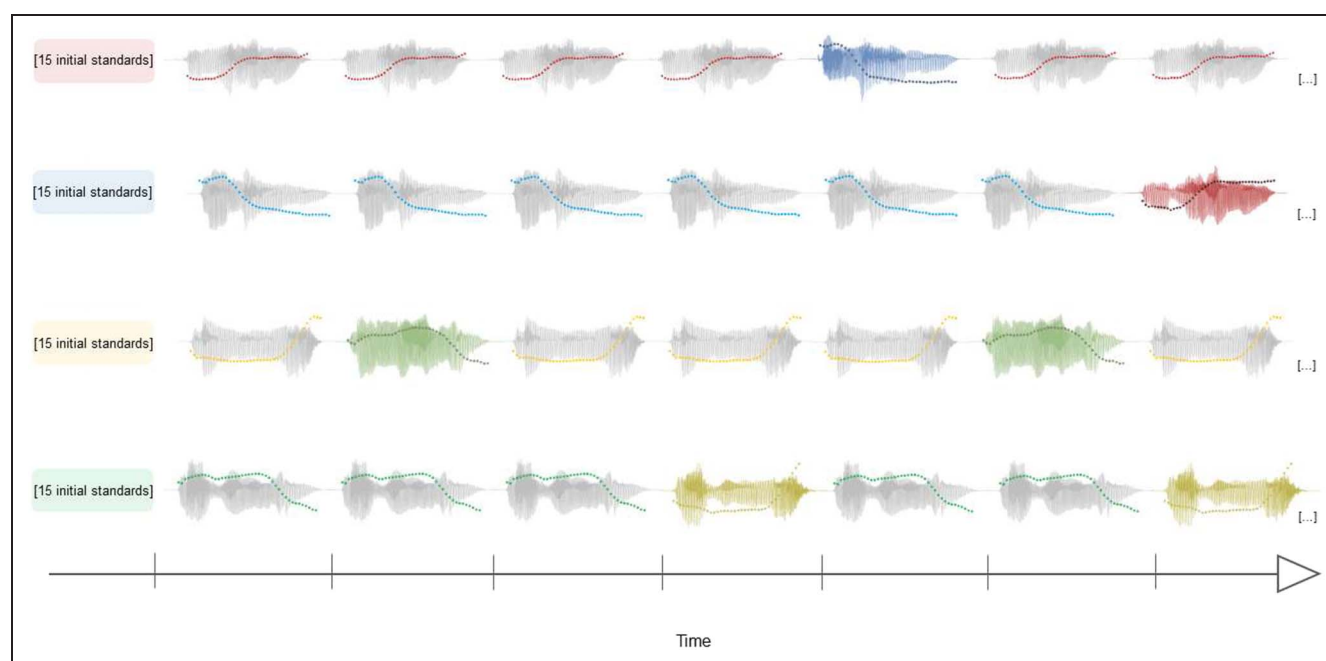 [15 initial standards]
[...]
[15 initial standards]
[...]
[15 initial standards]
[...]
[15 initial standards]
[...]
Time